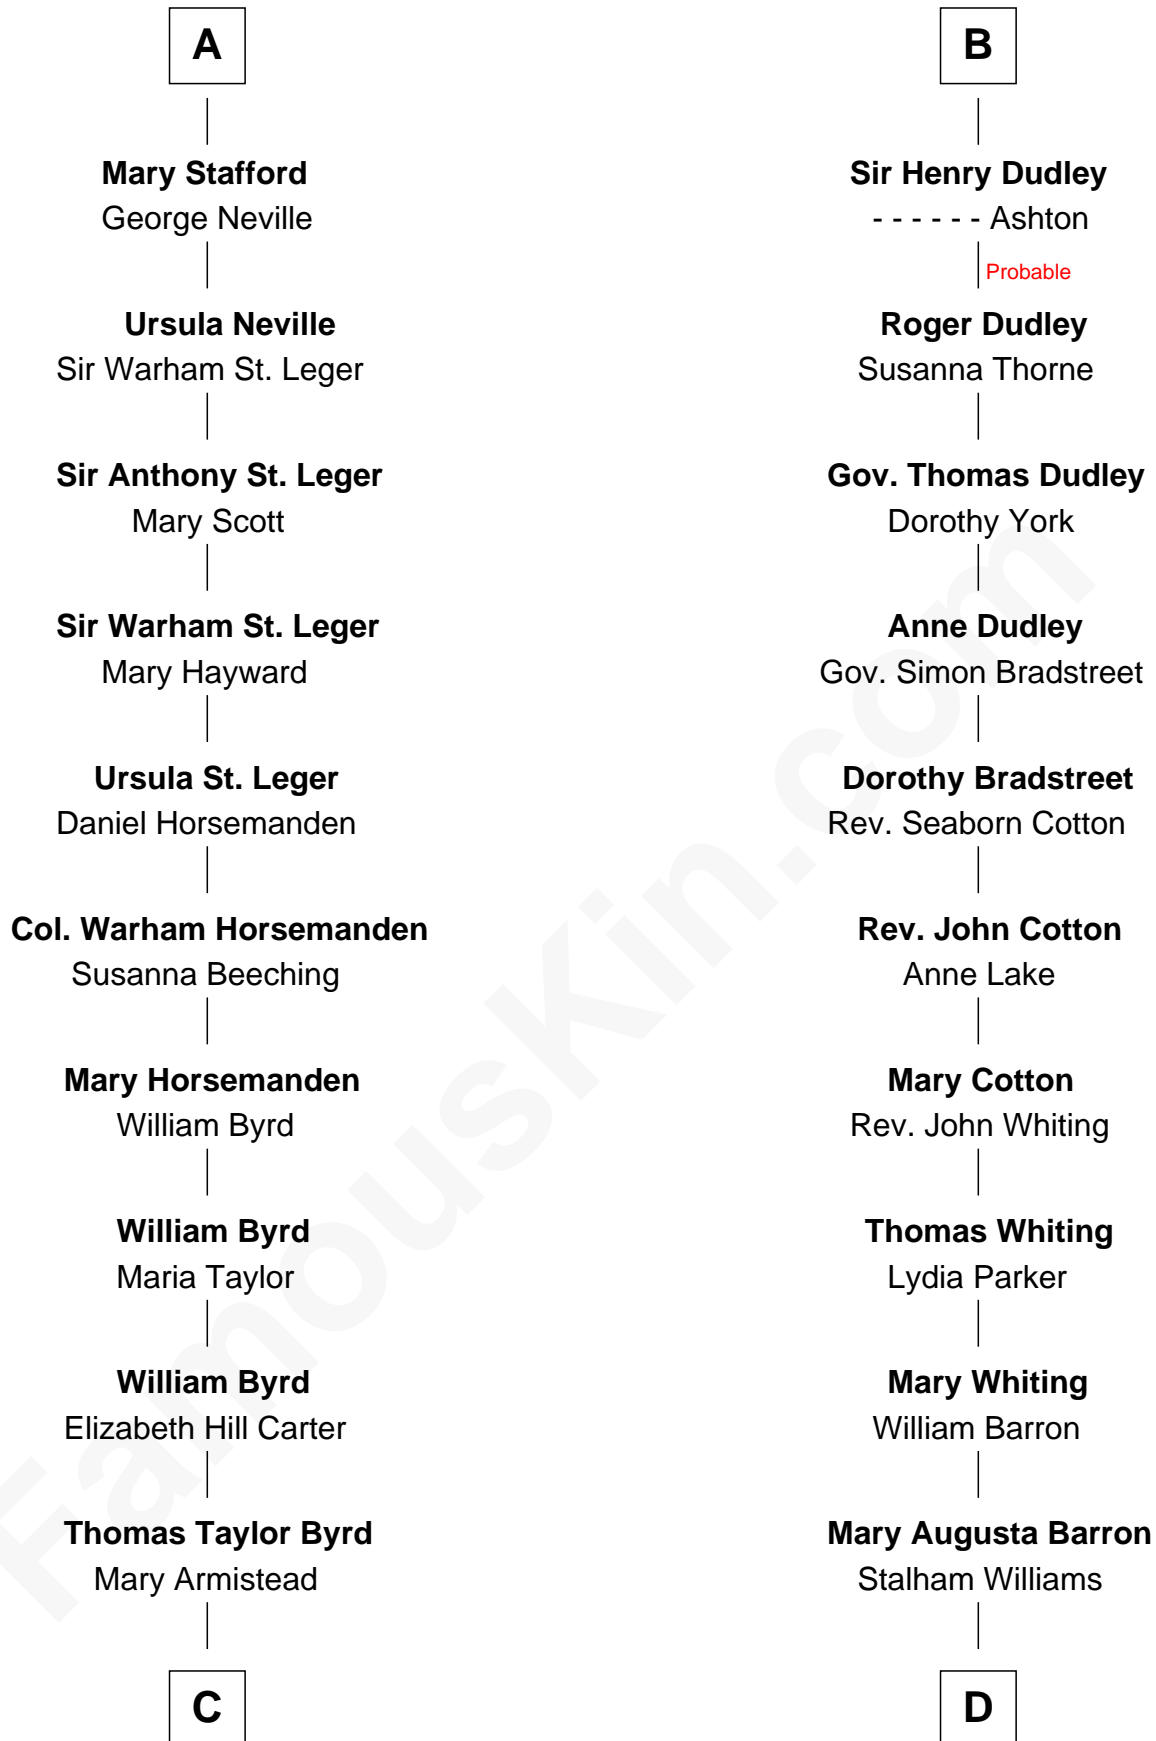 A
Mary Stafford
George Neville
Ursula Neville
Sir Warham St. Leger
Sir Anthony St. Leger
Mary Scott
Sir Warham St. Leger
Mary Hayward
Ursula St. Leger
Daniel Horsemanden
Col. Warham Horsemanden
Susanna Beeching
Mary Horsemanden
William Byrd
William Byrd
Maria Taylor
William Byrd
Elizabeth Hill Carter
Thomas Taylor Byrd
Mary Armistead
C
B
Sir Henry Dudley
- - - - - - Ashton
Probable
Roger Dudley
Susanna Thorne
Gov. Thomas Dudley
Dorothy York
Anne Dudley
Gov. Simon Bradstreet
Dorothy Bradstreet
Rev. Seaborn Cotton
Rev. John Cotton
Anne Lake
Mary Cotton
Rev. John Whiting
Thomas Whiting
Lydia Parker
Mary Whiting
William Barron
Mary Augusta Barron
Stalham Williams
D
FamousKin.com